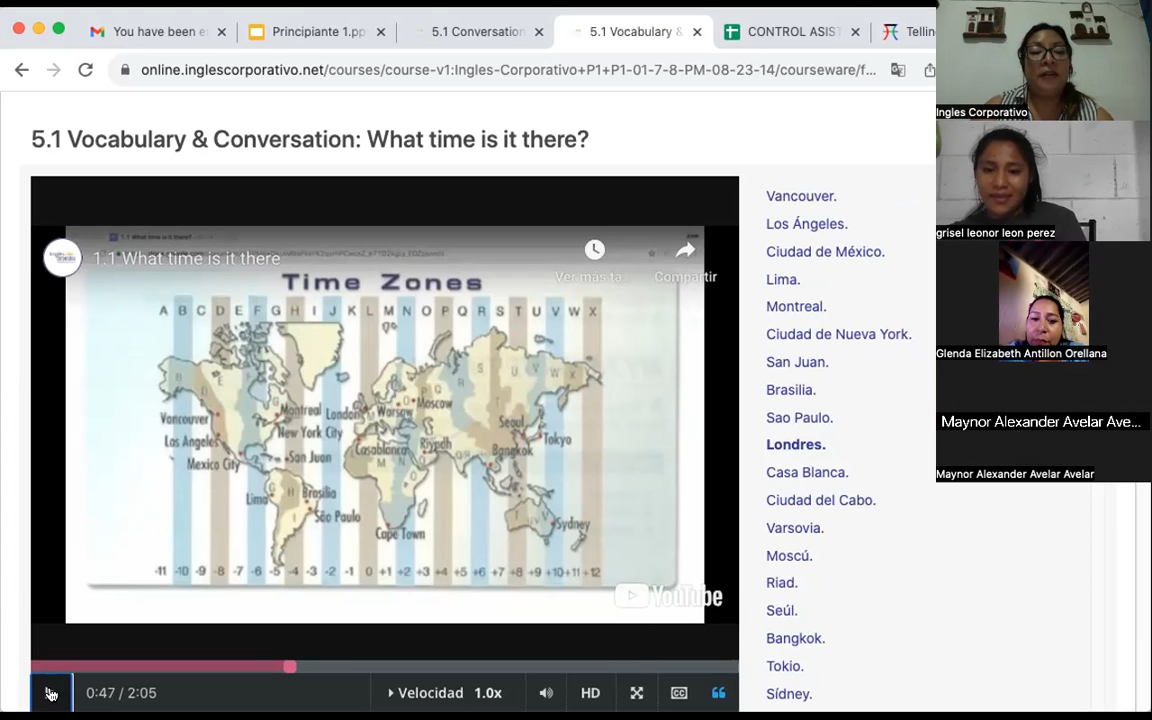 You have been e
Principiante 1.pp
5.1 Conversation
5.1 Vocabulary &
CONTROL ASIST
Tellin
online.inglescorporativo.net/courses/course-v1:Ingles-Corporativo+P1+P1-01-7-8-PM-08-23-14/courseware/f...
5.1 Vocabulary & Conversation: What time is it there?
1.1 What time is it there
Ver más ta...
Compartir
Time Zones
A B C D E F G H I J K L M N O P Q R S T U V W X
Vancouver
Los Angeles
Mexico City
Montreal
New York City
San Juan
Lima
Brasilia
São Paulo
London
Warsaw
Moscow
Casablanca
Riyadh
Cape Town
Seoul
Tokyo
Bangkok
Sydney
-11 -10 -9 -8 -7 -6 -5 -4 -3 -2 -1 0 +1 +2 +3 +4 +5 +6 +7 +8 +9 +10 +11 +12
YouTube
0:47 / 2:05
Velocidad 1.0x
HD
CC
Vancouver.
Los Ángeles.
Ciudad de México.
Lima.
Montreal.
Ciudad de Nueva York.
San Juan.
Brasilia.
Sao Paulo.
Londres.
Casa Blanca.
Ciudad del Cabo.
Varsovia.
Moscú.
Riad.
Seúl.
Bangkok.
Tokio.
Sídney.
Ingles Corporativo
grisel leonor leon perez
Glenda Elizabeth Antillon Orellana
Maynor Alexander Avelar Ave...
Maynor Alexander Avelar Avelar